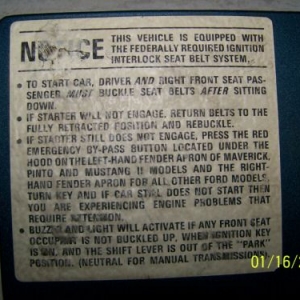 NOTICE THIS VEHICLE IS EQUIPPED WITH
THE FEDERALLY REQUIRED IGNITION
INTERLOCK SEAT BELT SYSTEM.
• TO START CAR, DRIVER AND RIGHT FRONT SEAT PAS-
SENGER MUST BUCKLE SEAT BELTS AFTER SITTING
DOWN.
• IF STARTER WILL NOT ENGAGE, RETURN BELTS TO THE
FULLY RETRACTED POSITION AND REBUCKLE.
• IF STARTER STILL DOES NOT ENGAGE, PRESS THE RED
EMERGENCY BY-PASS BUTTON LOCATED UNDER THE
HOOD ON THE LEFT-HAND FENDER APRON OF MAVERICK,
PINTO AND MUSTANG II MODELS AND THE RIGHT-
HAND FENDER APRON FOR ALL OTHER FORD MODELS.
TURN KEY AND IF CAR STILL DOES NOT START THEN
YOU ARE EXPERIENCING ENGINE PROBLEMS THAT
REQUIRE ATTENTION.
• BUZZER AND LIGHT WILL ACTIVATE IF ANY FRONT SEAT
OCCUPANT IS NOT BUCKLED UP, WHEN IGNITION KEY
IS ON, AND THE SHIFT LEVER IS OUT OF THE "PARK"
POSITION. (NEUTRAL FOR MANUAL TRANSMISSIONS)
01/16/2